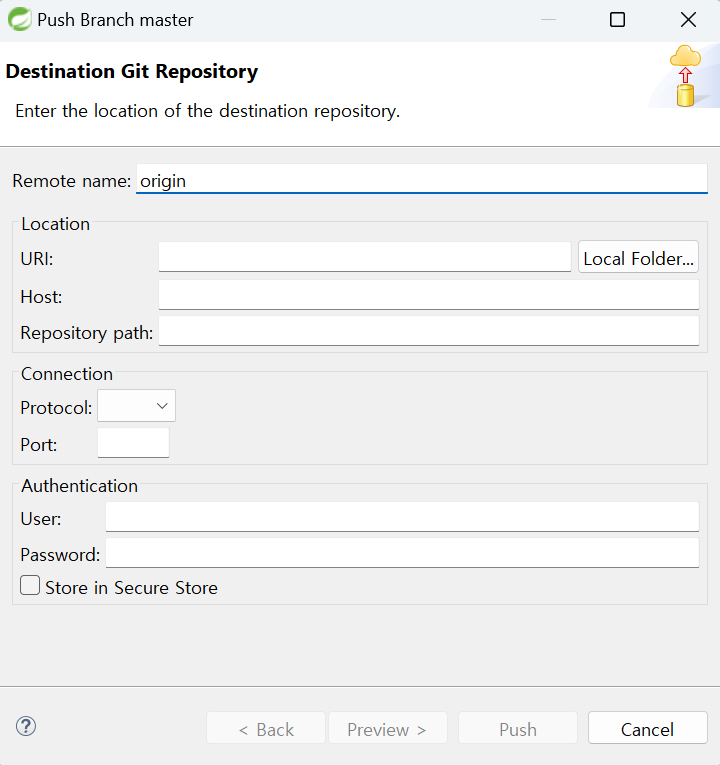 Push Branch master
Destination Git Repository
Enter the location of the destination repository.
Remote name: origin
Location
URI: Local Folder...
Host:
Repository path:
Connection
Protocol:
Port:
Authentication
User:
Password:
Store in Secure Store
? < Back Preview > Push Cancel